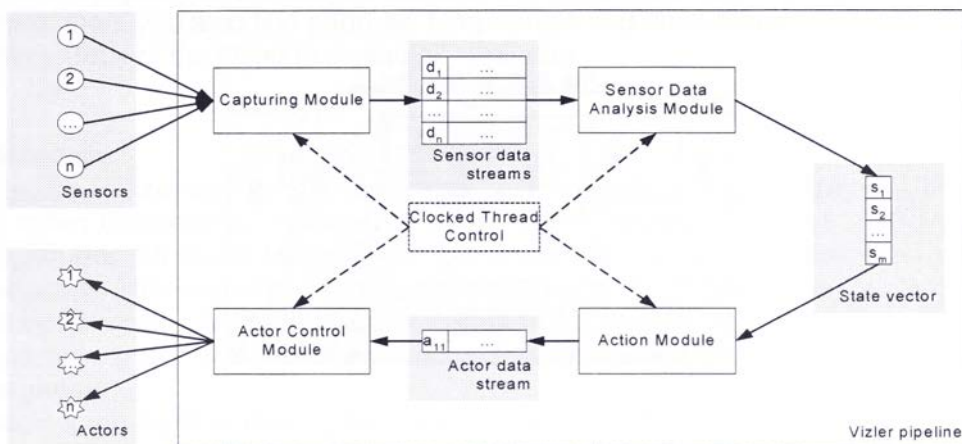 1
2
...
n
Sensors
Capturing Module
d1 ...
d2 ...
... ...
dn ...
Sensor data
streams
Sensor Data
Analysis Module
s1
s2
...
sm
State vector
Clocked Thread
Control
1
2
...
n
Actors
Actor Control
Module
a11 ...
Actor data
stream
Action Module
Vizler pipeline